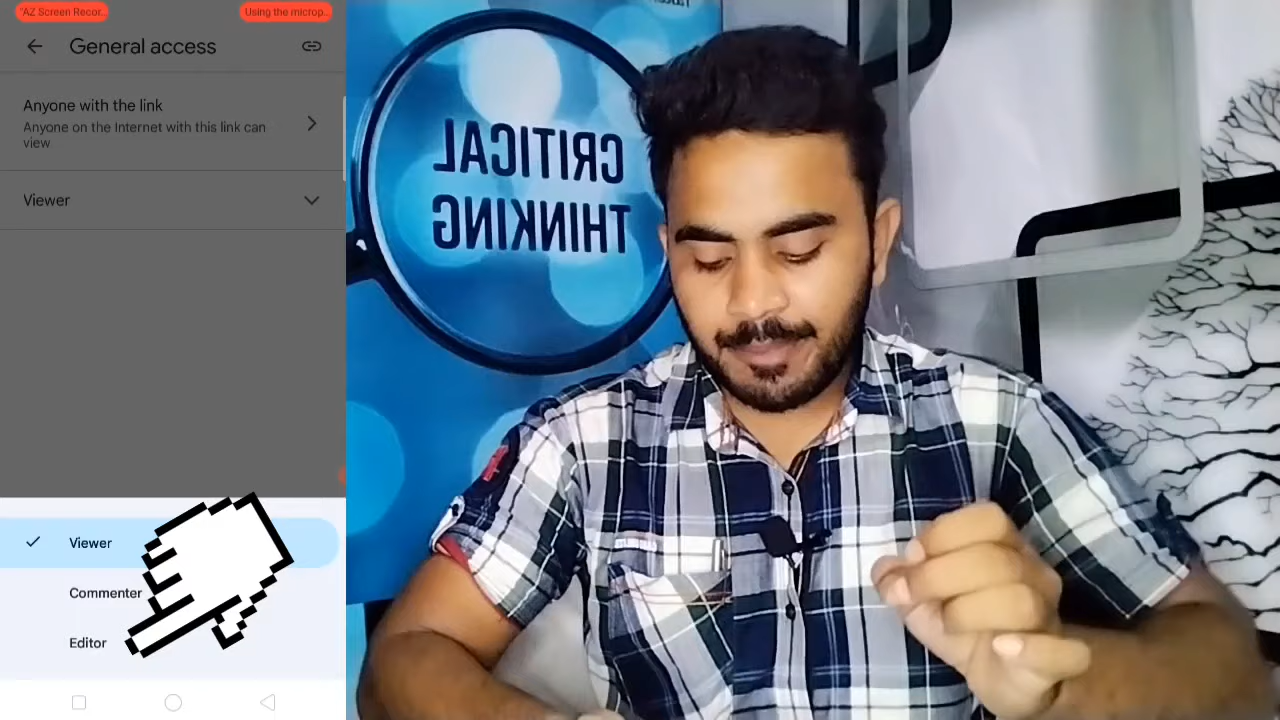 "AZ Screen Recor..
Using the microp..
General access
Anyone with the link
Anyone on the Internet with this link can
view
Viewer
Viewer
Commenter
Editor
CRITICAL
THINKING